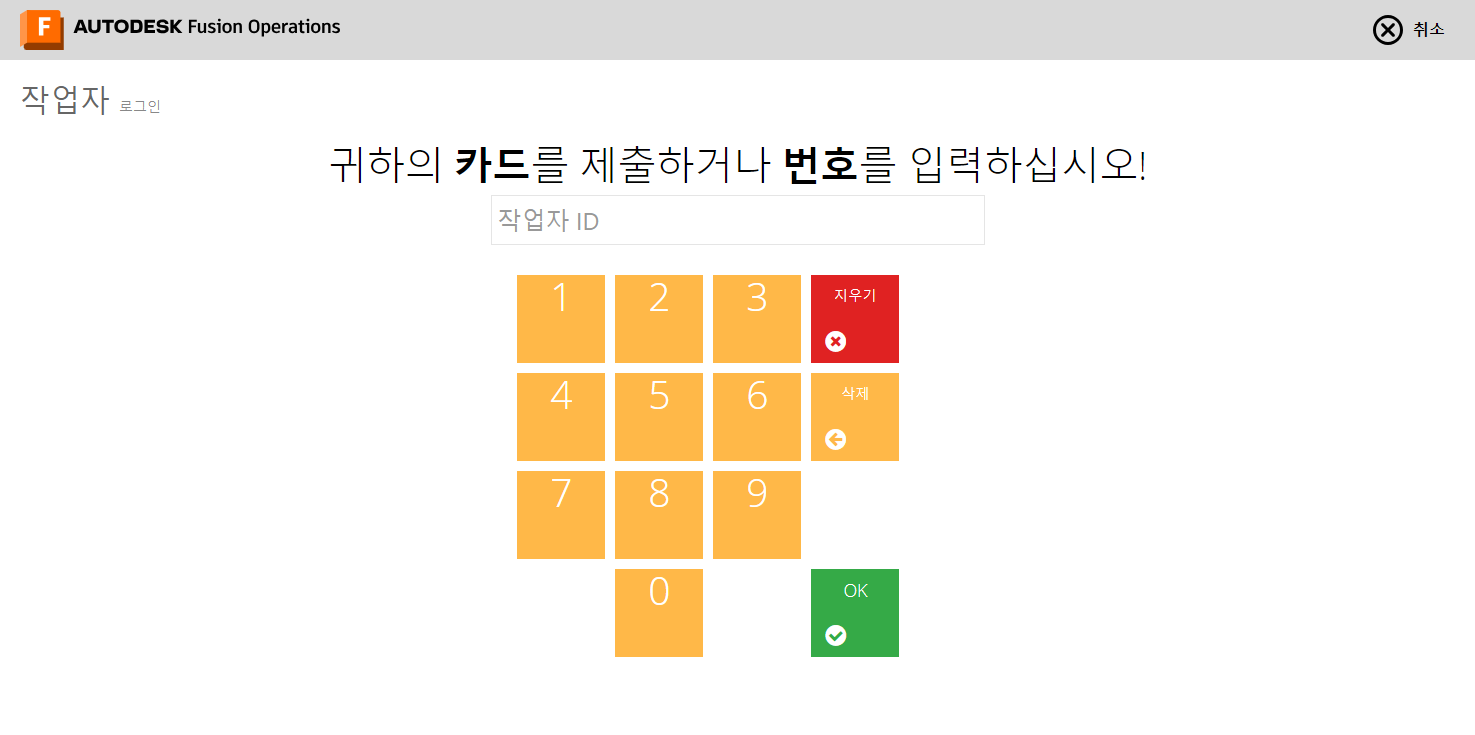 F AUTODESK Fusion Operations 취소
작업자 로그인
귀하의 카드를 제출하거나 번호를 입력하십시오!
작업자 ID
1 2 3 지우기
4 5 6 삭제
7 8 9
0 OK